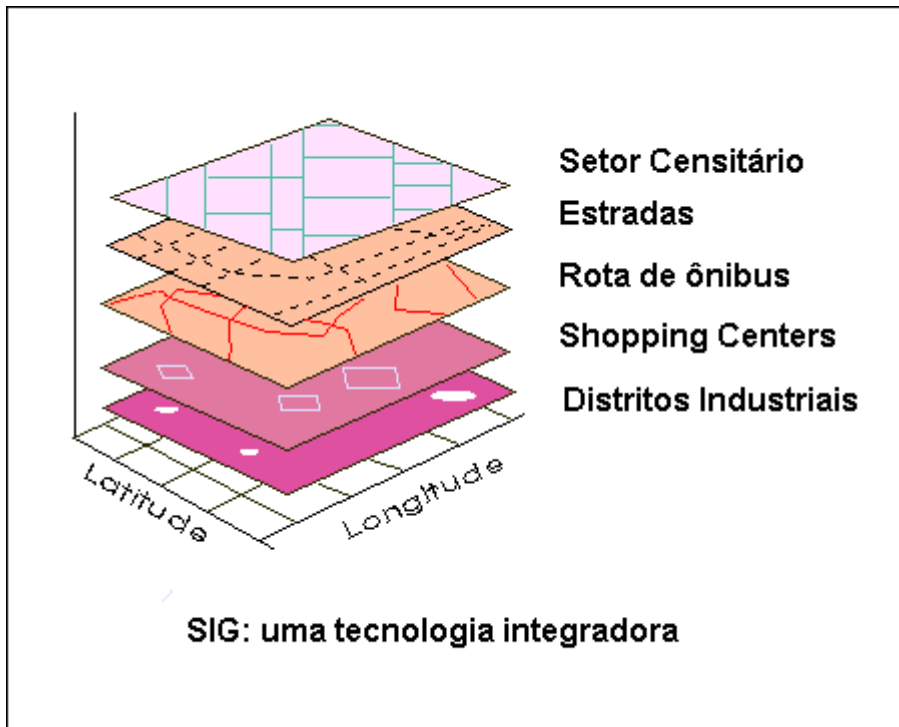 Setor Censitário
Estradas
Rota de ônibus
Shopping Centers
Distritos Industriais
Latitude
Longitude
SIG: uma tecnologia integradora